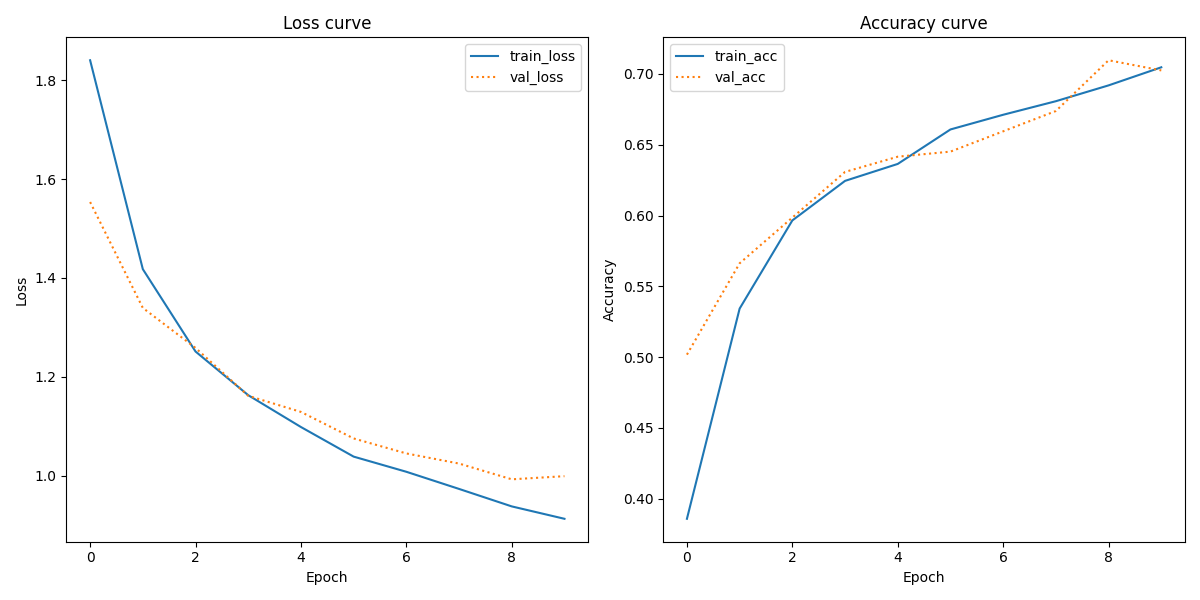 Loss curve
train_loss
val_loss
1.8
1.6
1.4
1.2
1.0
Loss
0
2
4
6
8
Epoch
Accuracy curve
train_acc
val_acc
0.70
0.65
0.60
0.55
0.50
0.45
0.40
Accuracy
0
2
4
6
8
Epoch